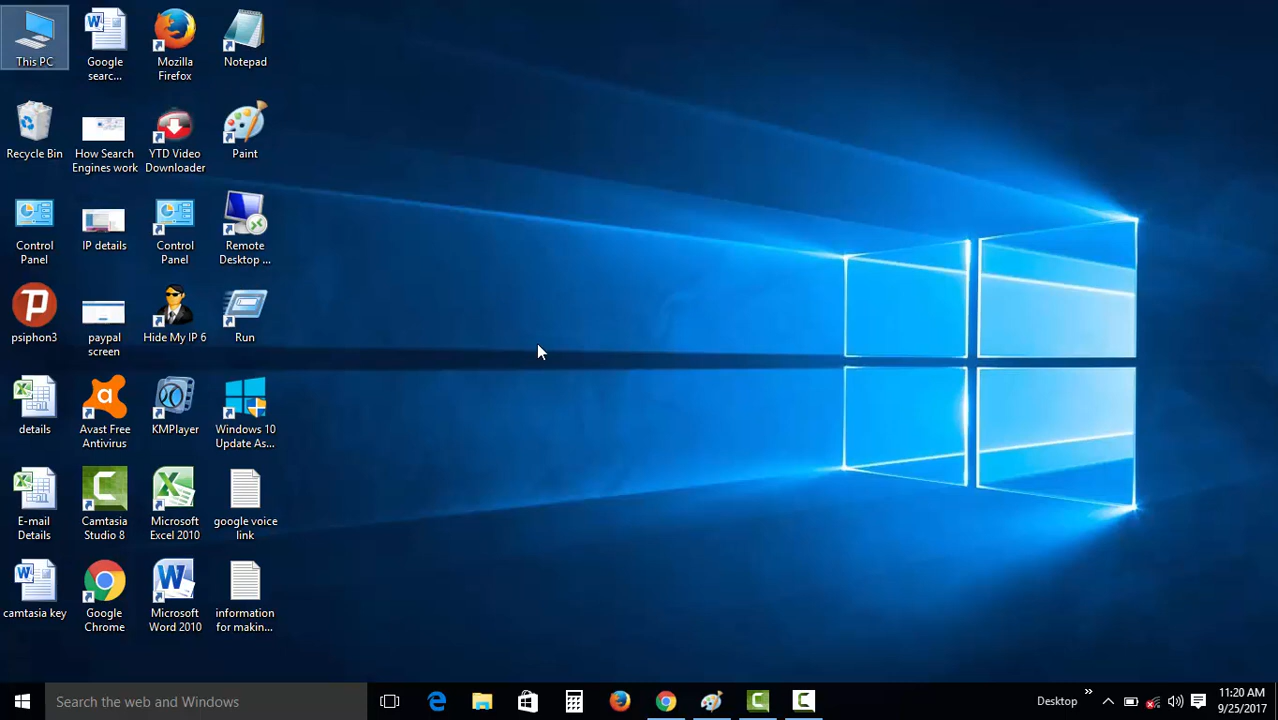 This PC
Google
searc...
Mozilla
Firefox
Notepad
Recycle Bin
How Search
Engines work
YTD Video
Downloader
Paint
Control
Panel
IP details
Control
Panel
Remote
Desktop ...
psiphon3
paypal
screen
Hide My IP 6
Run
details
Avast Free
Antivirus
KMPlayer
Windows 10
Update As...
E-mail
Details
Camtasia
Studio 8
Microsoft
Excel 2010
google voice
link
camtasia key
Google
Chrome
Microsoft
Word 2010
information
for makin...
Search the web and Windows
Desktop
11:20 AM
9/25/2017